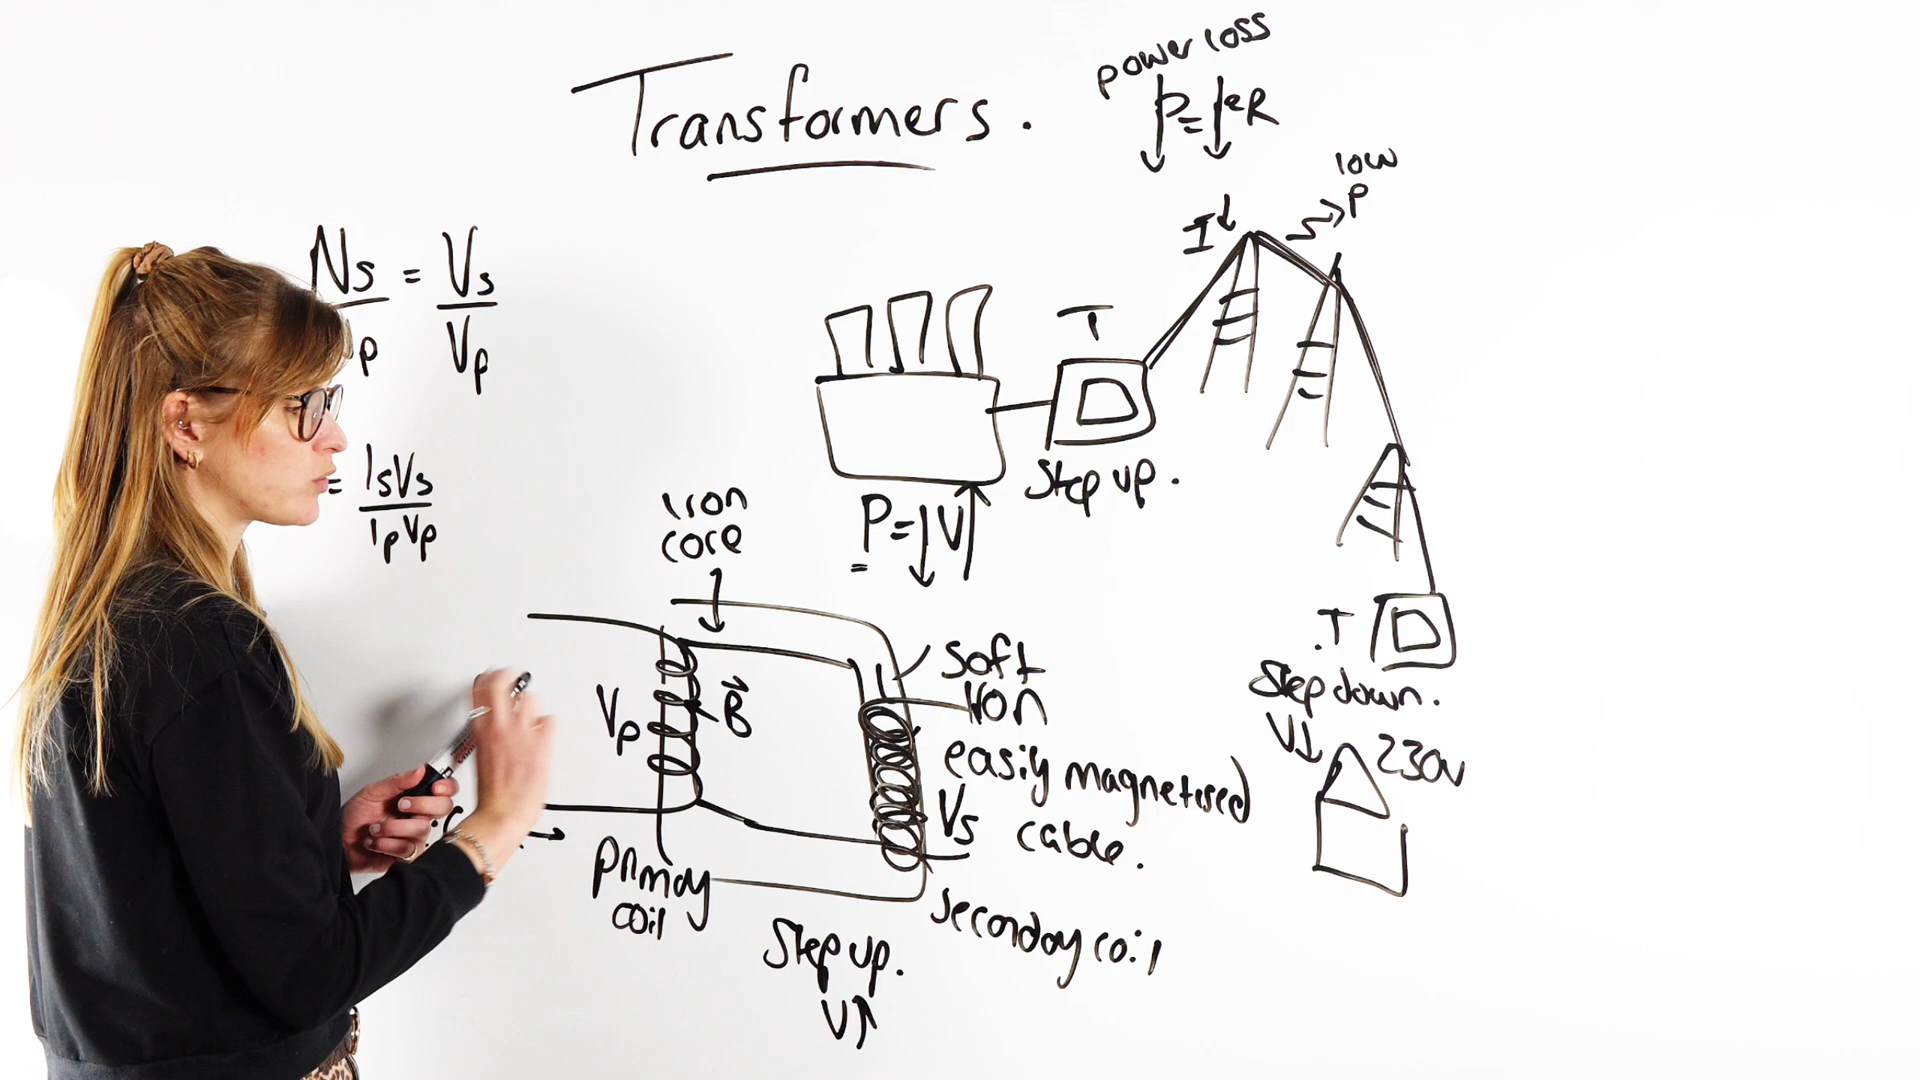 Transformers.
power loss
P = I²R
low
P
I↓
Ns = Vs
p Vp
= IsVs
IpVp
T
Step up.
P = IV
Iron
core
Soft
Iron
easily magnetised
cable.
Vp
B
Vs
Primary
coil
Secondary coil
Step up.
V↑
T
Step down.
V↓
230V